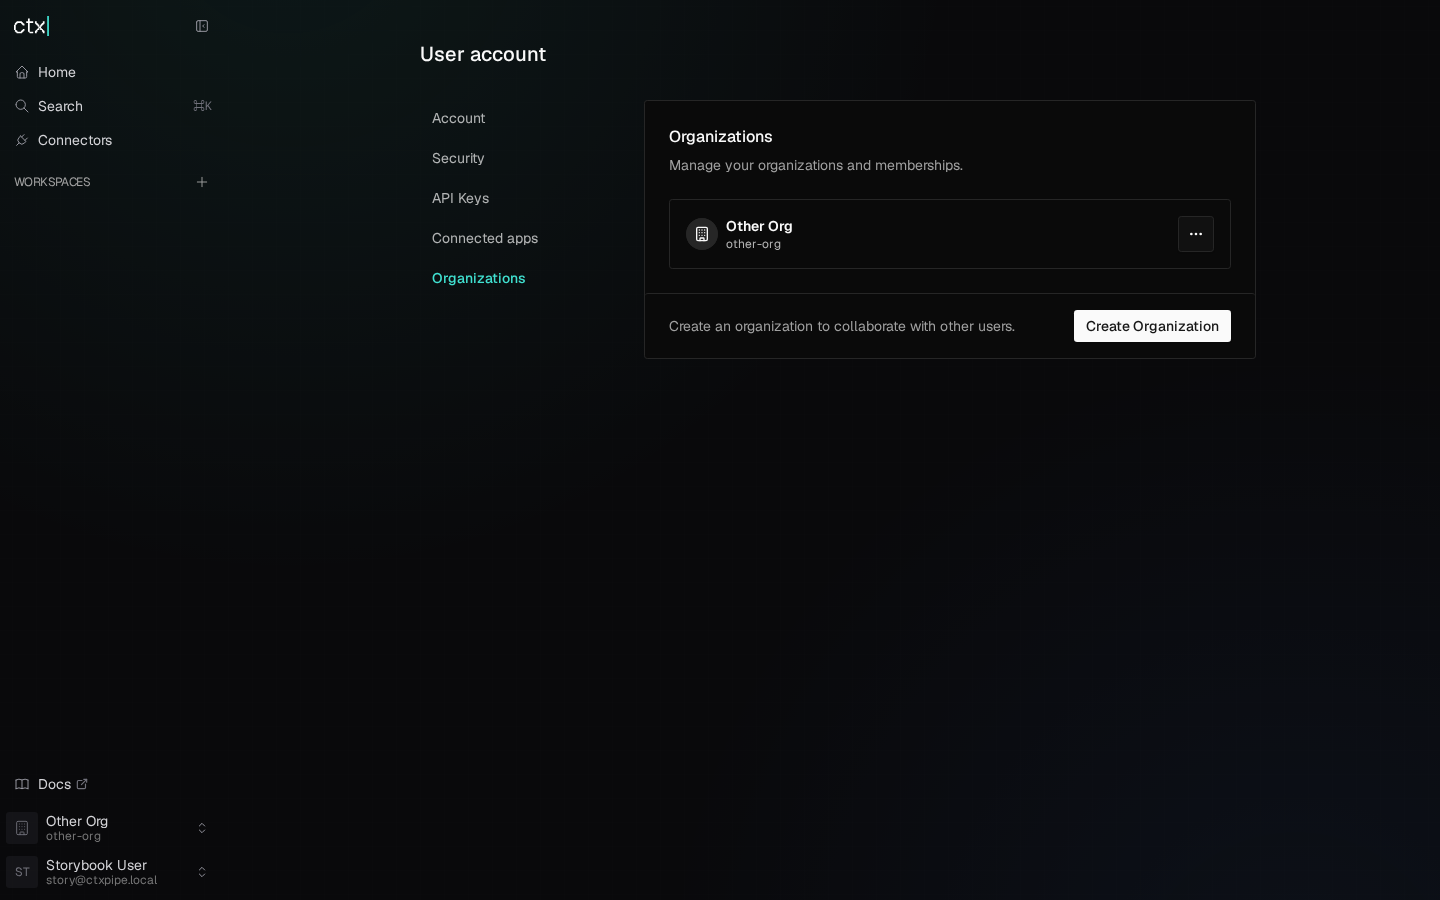 ctx
Home
Search ⌘K
Connectors
WORKSPACES
User account
Account
Security
API Keys
Connected apps
Organizations
Organizations
Manage your organizations and memberships.
Other Org
other-org
Create an organization to collaborate with other users.
Create Organization
Docs
Other Org
other-org
ST
Storybook User
story@ctxpipe.local